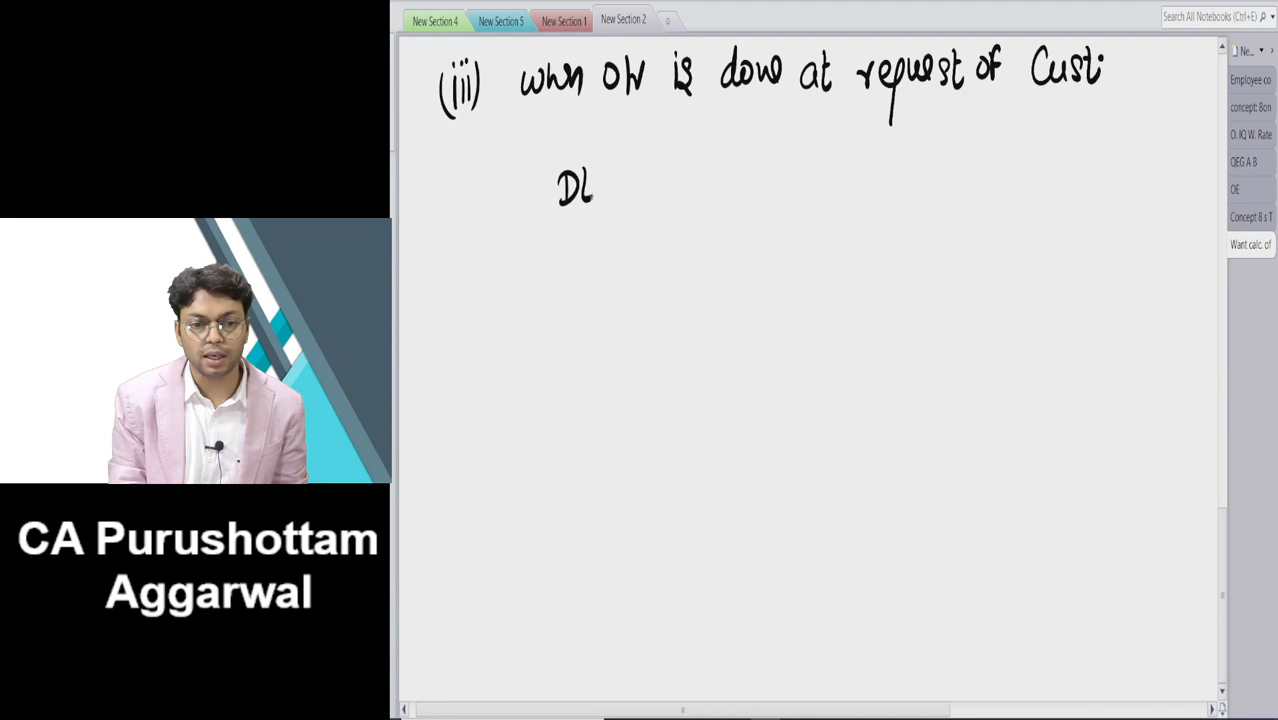 New Section 4 New Section 5 New Section 1 New Section 2
Search All Notebooks (Ctrl+E)
Ne...
Employee co
concept: Bon
O. IQ W. Rate
QEG A B
OE
Concept 8 s T
Want calc. of
(iii) when OW is done at request of Cust.
DL
CA Purushottam
Aggarwal